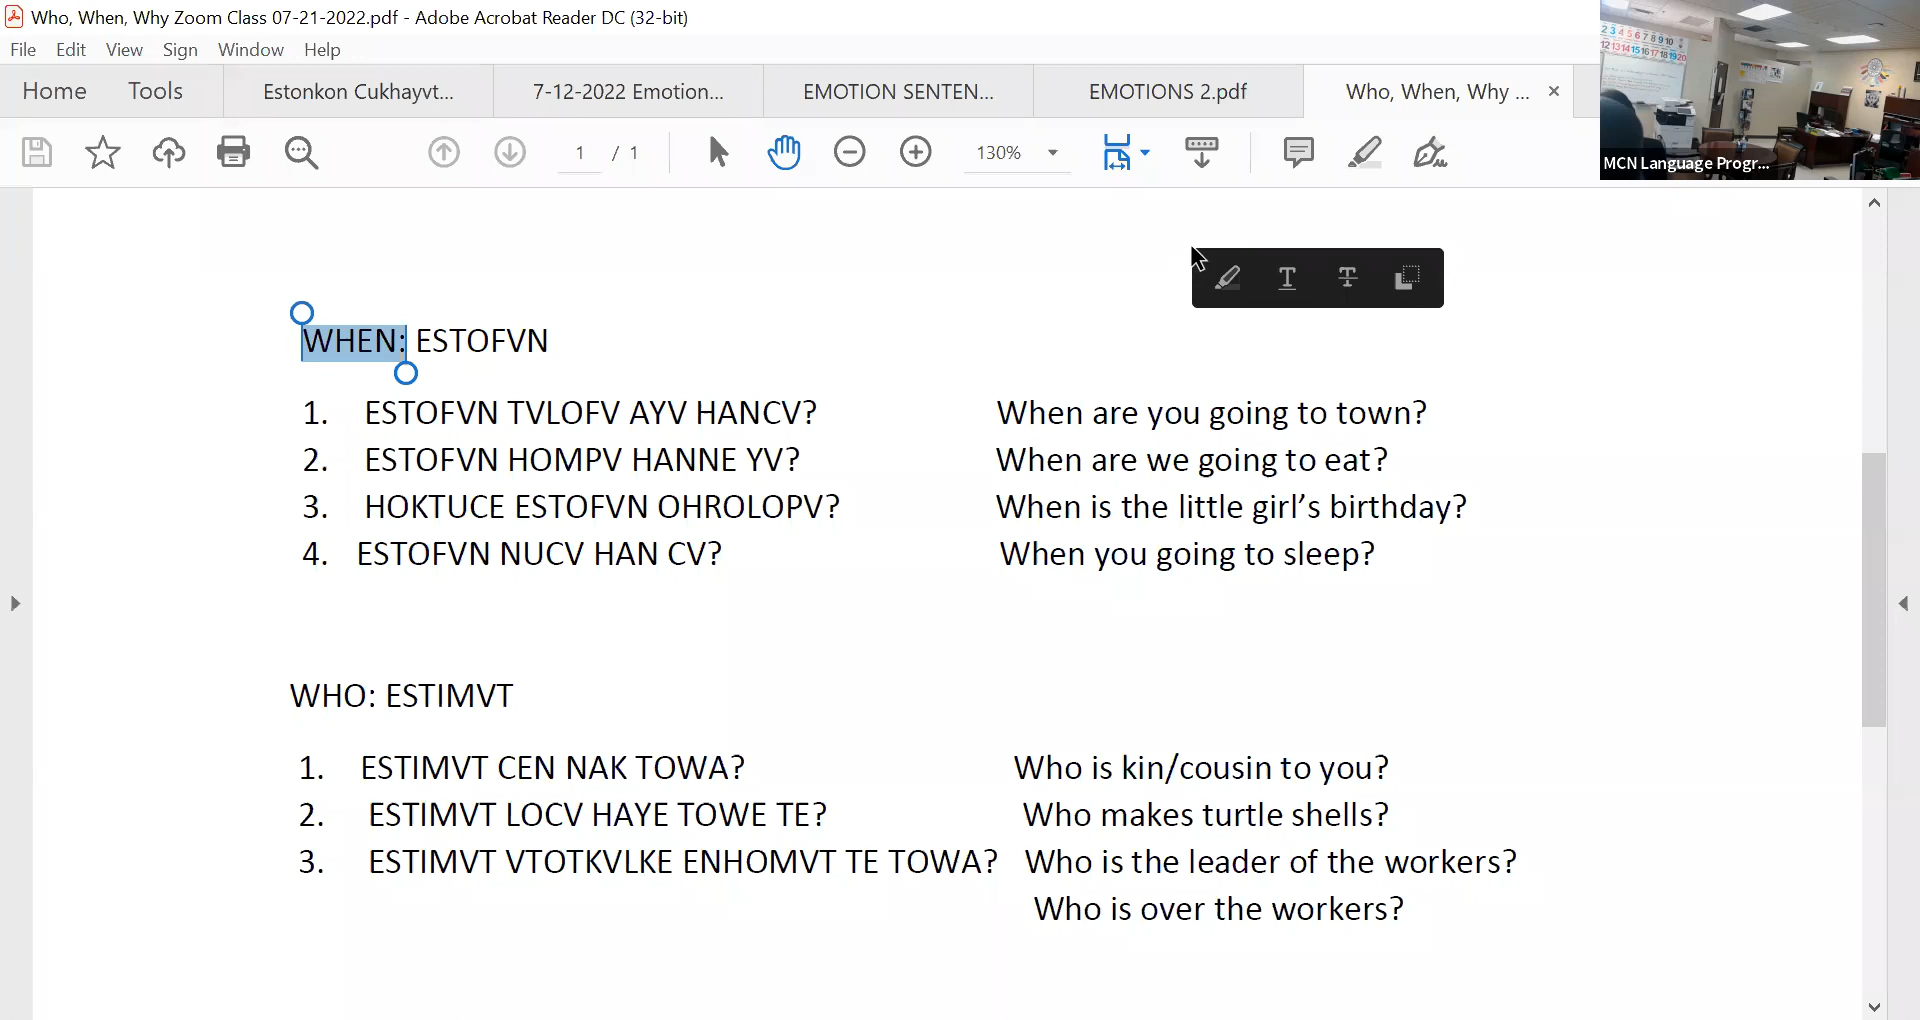 Who, When, Why Zoom Class 07-21-2022.pdf - Adobe Acrobat Reader DC (32-bit)
File Edit View Sign Window Help
Home Tools Estonkon Cukhayvt... 7-12-2022 Emotion... EMOTION SENTEN... EMOTIONS 2.pdf Who, When, Why ...
1 / 1 130%
MCN Language Progr...
WHEN: ESTOFVN
1. ESTOFVN TVLOFV AYV HANCV? When are you going to town?
2. ESTOFVN HOMPV HANNE YV? When are we going to eat?
3. HOKTUCE ESTOFVN OHROLOPV? When is the little girl’s birthday?
4. ESTOFVN NUCV HAN CV? When you going to sleep?
WHO: ESTIMVT
1. ESTIMVT CEN NAK TOWA? Who is kin/cousin to you?
2. ESTIMVT LOCV HAYE TOWE TE? Who makes turtle shells?
3. ESTIMVT VTOTKVLKE ENHOMVT TE TOWA? Who is the leader of the workers?
Who is over the workers?